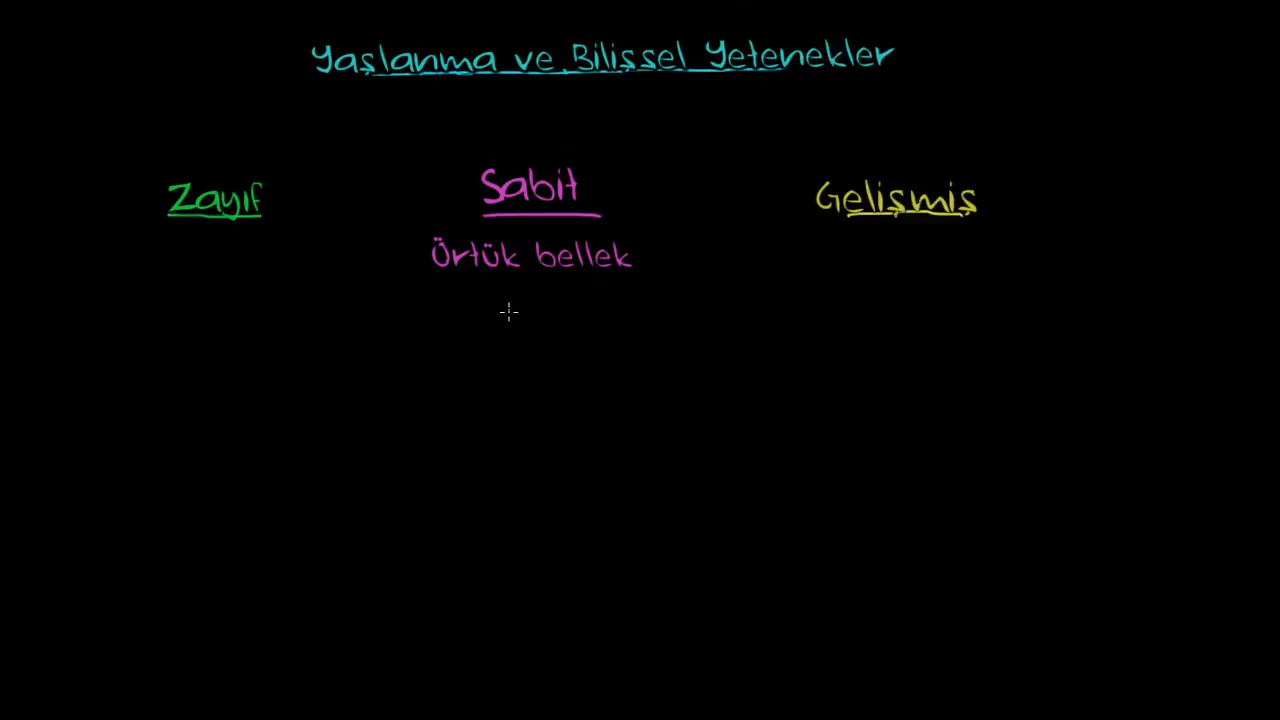 Yaşlanma ve Bilişsel Yetenekler
Zayıf
Sabit
Gelişmiş
Örtük bellek